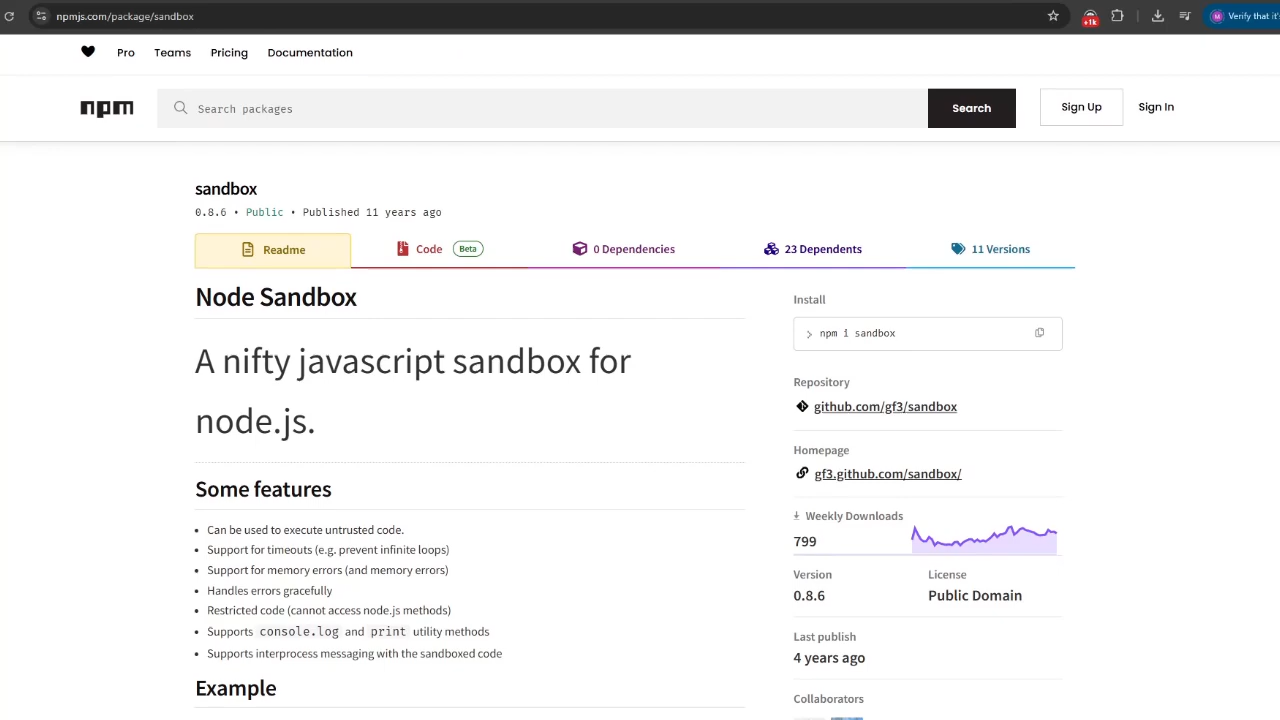 npmjs.com/package/sandbox
+1k
M
Verify that it's
Pro Teams Pricing Documentation
npm
Search packages
Search
Sign Up
Sign In
sandbox
0.8.6 • Public • Published 11 years ago
Readme
Code Beta
0 Dependencies
23 Dependents
11 Versions
Node Sandbox
A nifty javascript sandbox for
node.js.
Some features
• Can be used to execute untrusted code.
• Support for timeouts (e.g. prevent infinite loops)
• Support for memory errors (and memory errors)
• Handles errors gracefully
• Restricted code (cannot access node.js methods)
• Supports console.log and print utility methods
• Supports interprocess messaging with the sandboxed code
Example
Install
> npm i sandbox
Repository
github.com/gf3/sandbox
Homepage
gf3.github.com/sandbox/
Weekly Downloads
799
Version License
0.8.6 Public Domain
Last publish
4 years ago
Collaborators